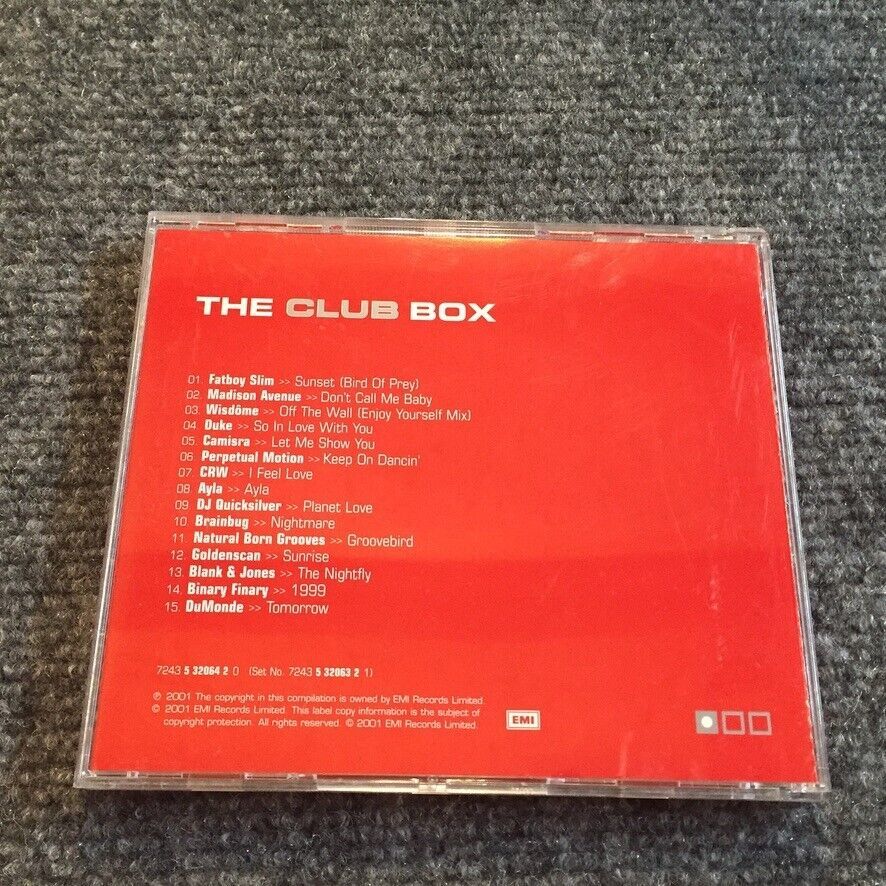 THE CLUB BOX
01. Fatboy Slim >> Sunset (Bird Of Prey)
02. Madison Avenue >> Don't Call Me Baby
03. Wisdôme >> Off The Wall (Enjoy Yourself Mix)
04. Duke >> So In Love With You
05. Camisra >> Let Me Show You
06. Perpetual Motion >> Keep On Dancin'
07. CRW >> I Feel Love
08. Ayla >> Ayla
09. DJ Quicksilver >> Planet Love
10. Brainbug >> Nightmare
11. Natural Born Grooves >> Groovebird
12. Goldenscan >> Sunrise
13. Blank & Jones >> The Nightfly
14. Binary Finary >> 1999
15. DuMonde >> Tomorrow
7243 5 32064 2 0 (Set No. 7243 5 32063 2 1)
℗ 2001 The copyright in this compilation is owned by EMI Records Limited.
© 2001 EMI Records Limited. This label copy information is the subject of
copyright protection. All rights reserved. © 2001 EMI Records Limited.
EMI